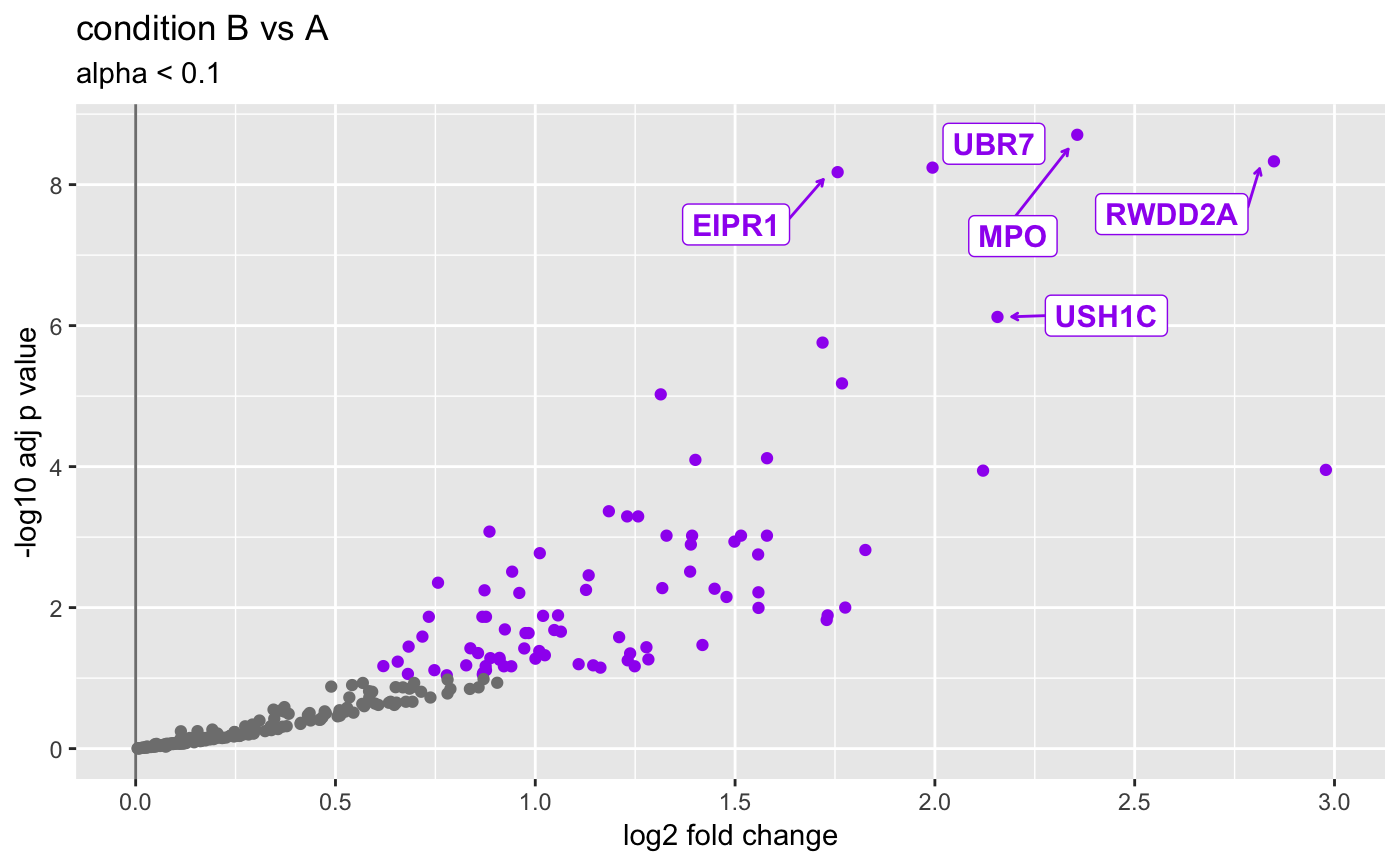 condition B vs A
alpha < 0.1
-log10 adj p value
8
6
4
2
0
UBR7
EIPR1
RWDD2A
MPO
USH1C
0.0 0.5 1.0 1.5 2.0 2.5 3.0
log2 fold change